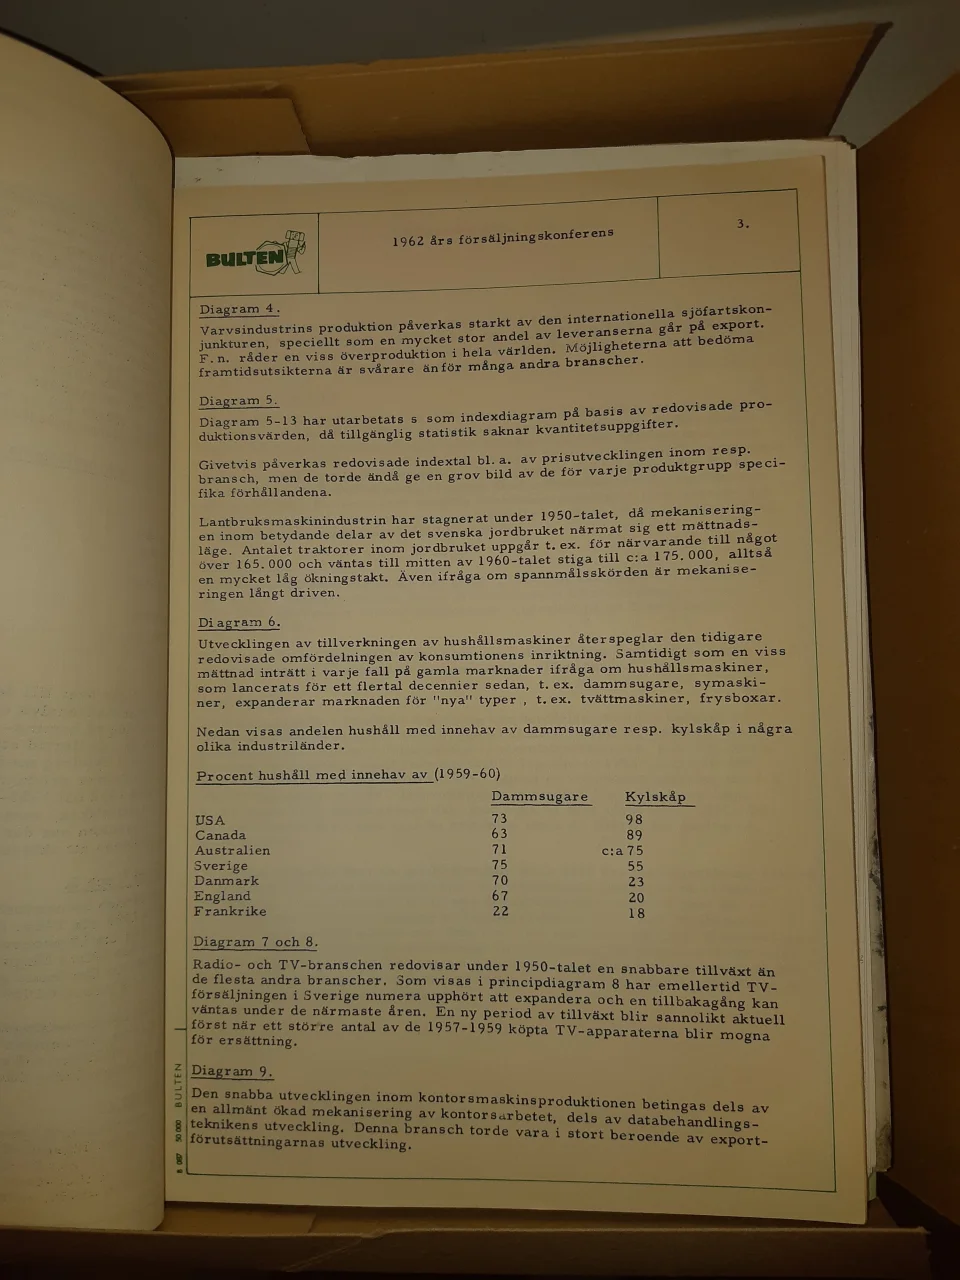 BULTEN
1962 års försäljningskonferens
3.
Diagram 4.
Varvsindustrins produktion påverkas starkt av den internationella sjöfartskon-
junkturen, speciellt som en mycket stor andel av leveranserna går på export.
F.n. råder en viss överproduktion i hela världen. Möjligheterna att bedöma
framtidsutsikterna är svårare än för många andra branscher.
Diagram 5.
Diagram 5-13 har utarbetats s som indexdiagram på basis av redovisade pro-
duktionsvärden, då tillgänglig statistik saknar kvantitetsuppgifter.
Givetvis påverkas redovisade indextal bl.a. av prisutvecklingen inom resp.
bransch, men de torde ändå ge en grov bild av de för varje produktgrupp speci-
fika förhållandena.
Lantbruksmaskinindustrin har stagnerat under 1950-talet, då mekanisering-
en inom betydande delar av det svenska jordbruket närmat sig ett mättnads-
läge. Antalet traktorer inom jordbruket uppgår t.ex. för närvarande till något
över 165.000 och väntas till mitten av 1960-talet stiga till c:a 175.000, alltså
en mycket låg ökningstakt. Även ifråga om spannmålsskörden är mekanise-
ringen långt driven.
Diagram 6.
Utvecklingen av tillverkningen av hushållsmaskiner återspeglar den tidigare
redovisade omfördelningen av konsumtionens inriktning. Samtidigt som en viss
mättnad inträtt i varje fall på gamla marknader ifråga om hushållsmaskiner,
som lancerats för ett flertal decennier sedan, t.ex. dammsugare, symaski-
ner, expanderar marknaden för "nya" typer , t.ex. tvättmaskiner, frysboxar.
Nedan visas andelen hushåll med innehav av dammsugare resp. kylskåp i några
olika industriländer.
Procent hushåll med innehav av (1959-60)
Dammsugare Kylskåp
USA 73 98
Canada 63 89
Australien 71 c:a 75
Sverige 75 55
Danmark 70 23
England 67 20
Frankrike 22 18
Diagram 7 och 8.
Radio- och TV-branschen redovisar under 1950-talet en snabbare tillväxt än
de flesta andra branscher. Som visas i principdiagram 8 har emellertid TV-
försäljningen i Sverige numera upphört att expandera och en tillbakagång kan
väntas under de närmaste åren. En ny period av tillväxt blir sannolikt aktuell
först när ett större antal av de 1957-1959 köpta TV-apparaterna blir mogna
för ersättning.
Diagram 9.
Den snabba utvecklingen inom kontorsmaskinsproduktionen betingas dels av
en allmänt ökad mekanisering av kontorsarbetet, dels av databehandlings-
teknikens utveckling. Denna bransch torde vara i stort beroende av export-
förutsättningarnas utveckling.
50 000 BULTEN